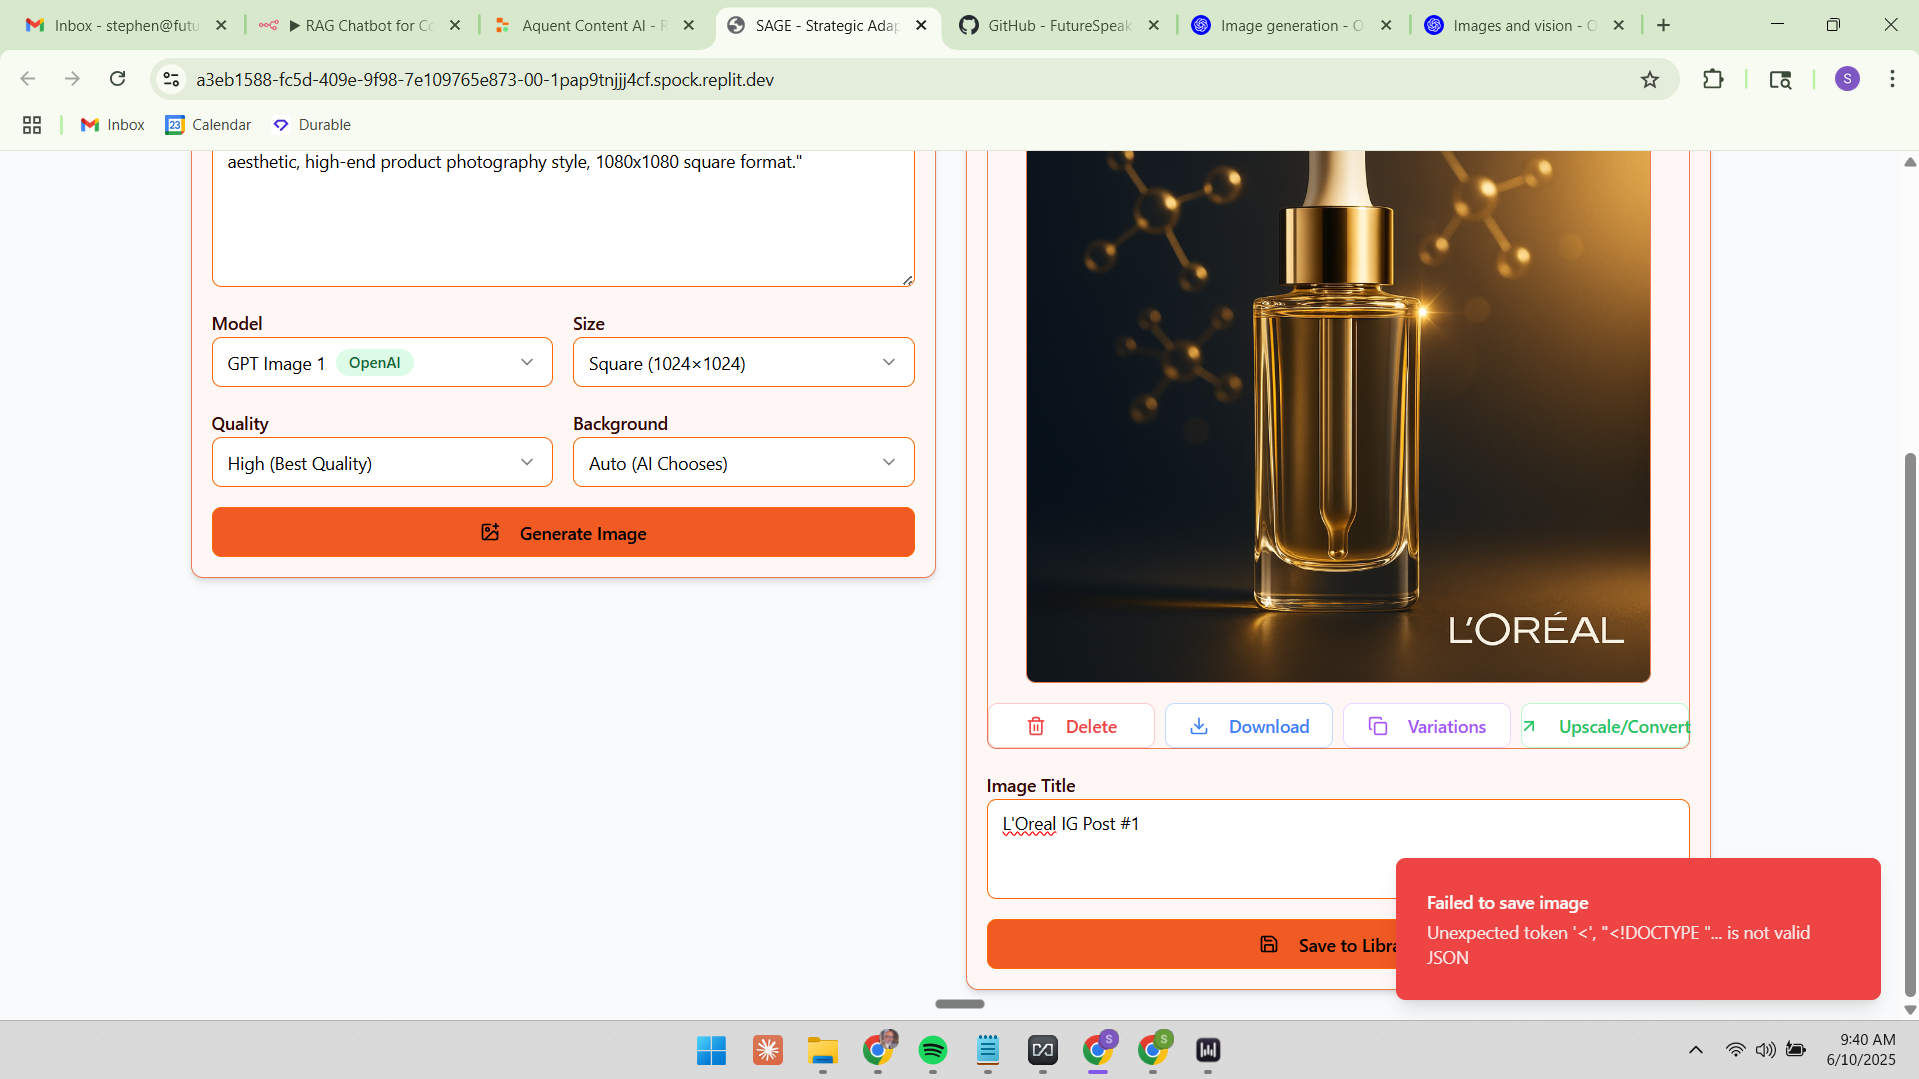 Inbox - stephen@futu
▶ RAG Chatbot for Co
Aquent Content AI - R
SAGE - Strategic Adap
GitHub - FutureSpeak
Image generation - O
Images and vision - O
a3eb1588-fc5d-409e-9f98-7e109765e873-00-1pap9tnjjj4cf.spock.replit.dev
S
Inbox
23
Calendar
Durable
aesthetic, high-end product photography style, 1080x1080 square format."
Model
Size
GPT Image 1 OpenAI
Square (1024×1024)
Quality
Background
High (Best Quality)
Auto (AI Chooses)
Generate Image
L'ORÉAL
Delete
Download
Variations
Upscale/Convert
Image Title
L'Oreal IG Post #1
Save to Libra
Failed to save image
Unexpected token '<', "<!DOCTYPE "... is not valid
JSON
S
S
9:40 AM
6/10/2025